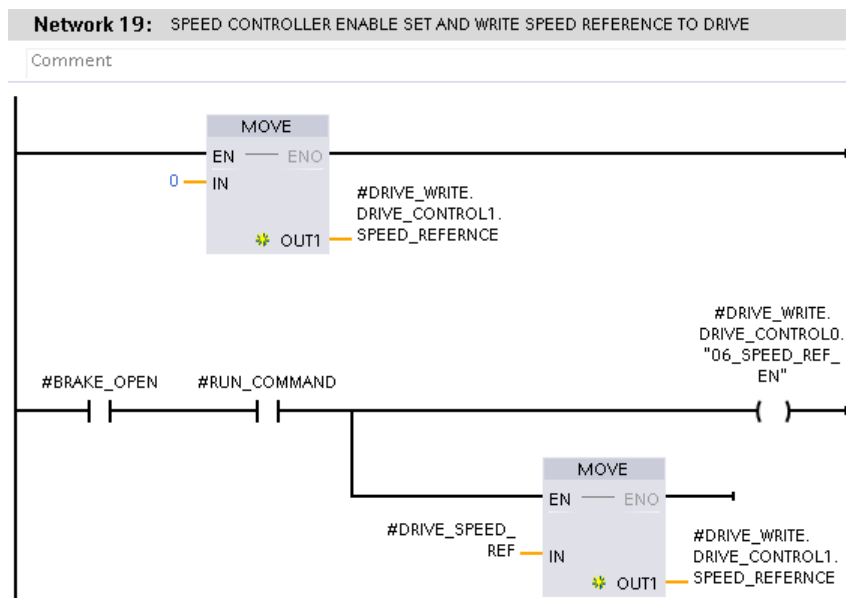 Network 19: SPEED CONTROLLER ENABLE SET AND WRITE SPEED REFERENCE TO DRIVE
Comment
MOVE
EN ENO
0 IN
#DRIVE_WRITE.
DRIVE_CONTROL1.
OUT1 SPEED_REFERNCE
#DRIVE_WRITE.
DRIVE_CONTROL0.
"06_SPEED_REF_
EN"
#BRAKE_OPEN #RUN_COMMAND
MOVE
EN ENO
#DRIVE_SPEED_
REF IN
#DRIVE_WRITE.
DRIVE_CONTROL1.
OUT1 SPEED_REFERNCE